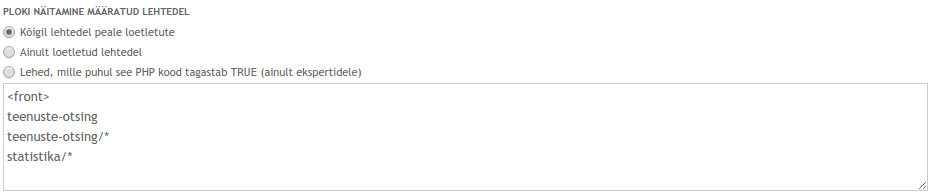 PLOKI NÄITAMINE MÄÄRATUD LEHTEDEL
Kõigil lehtedel peale loetletute
Ainult loetletud lehtedel
Lehed, mille puhul see PHP kood tagastab TRUE (ainult ekspertidele)
<front>
teenuste-otsing
teenuste-otsing/*
statistika/*